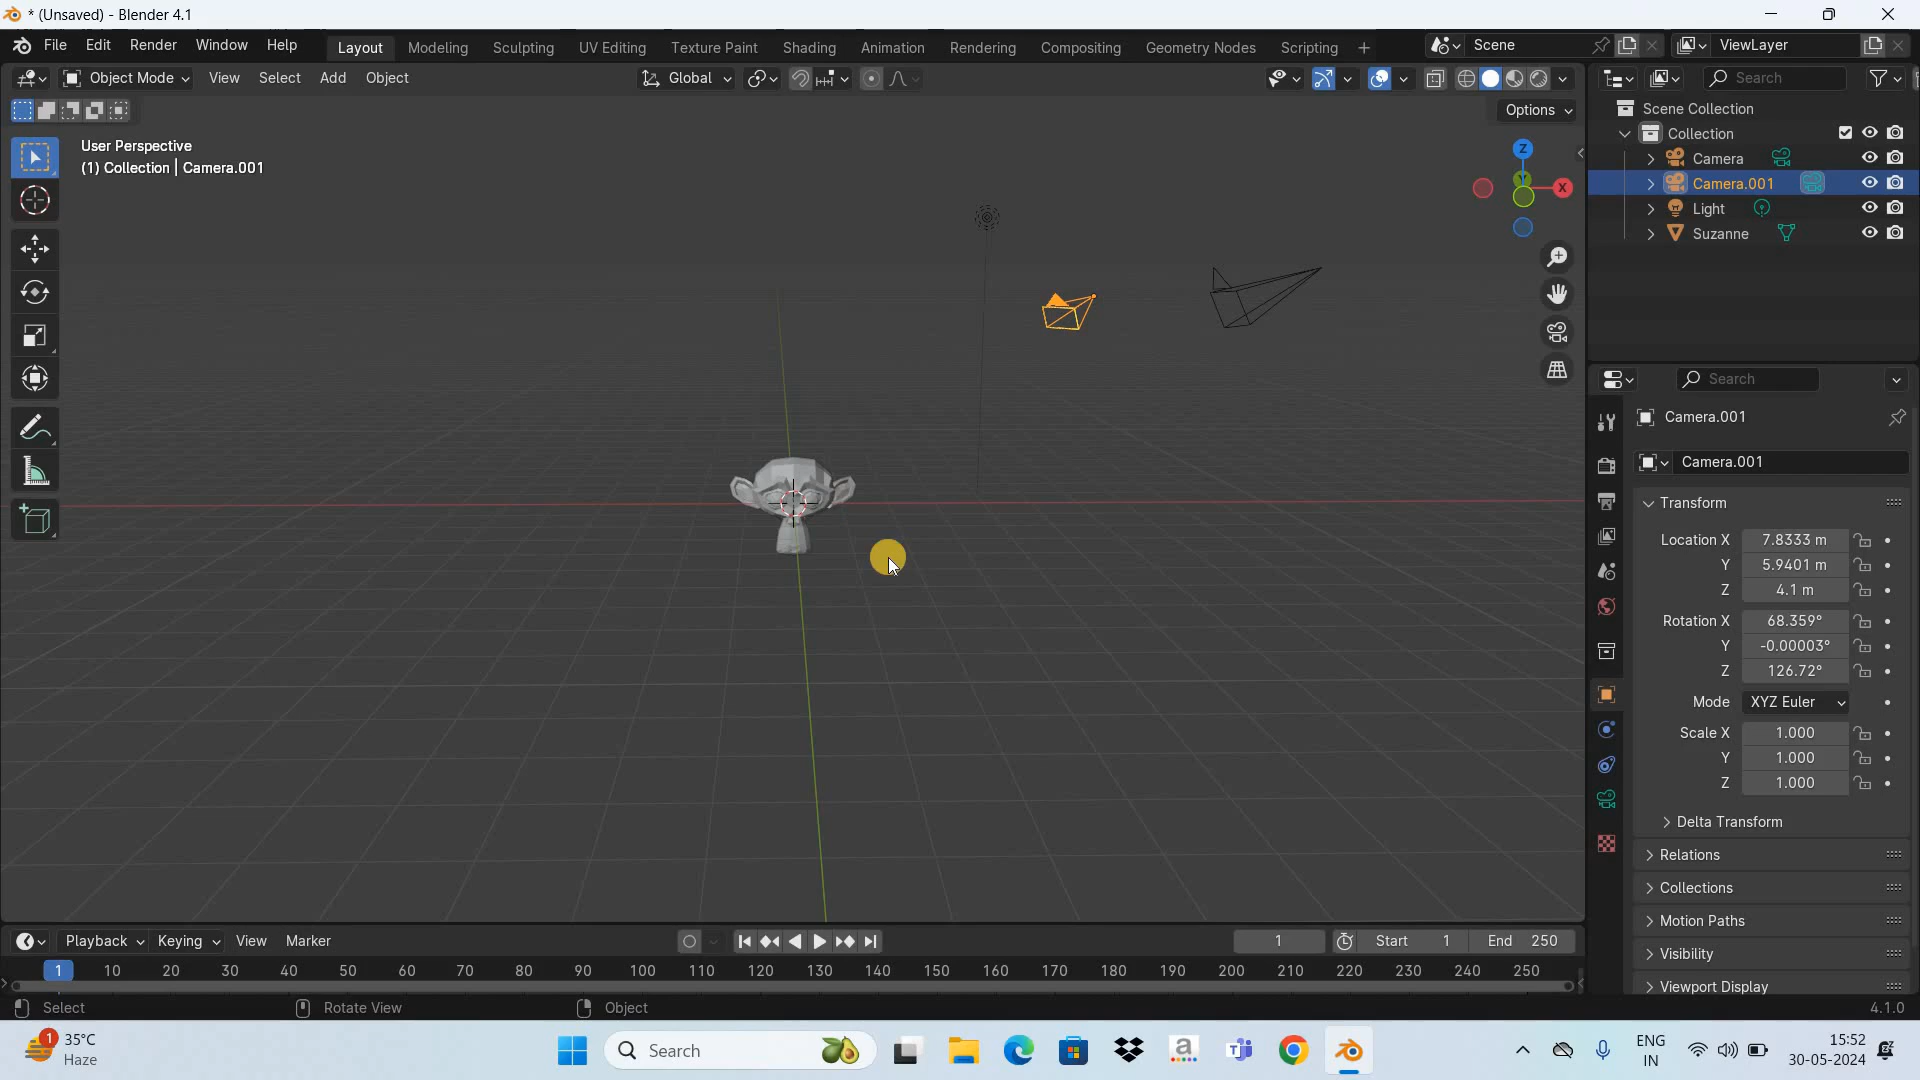 * (Unsaved) - Blender 4.1
File Edit Render Window Help Layout Modeling Sculpting UV Editing Texture Paint Shading Animation Rendering Compositing Geometry Nodes Scripting + Scene ViewLayer
Object Mode View Select Add Object Global Search
Options
User Perspective
(1) Collection | Camera.001
Z
Y
X
Scene Collection
Collection
Camera
Camera.001
Light
Suzanne
Search
Camera.001
Camera.001
Transform
Location X 7.8333 m
Y 5.9401 m
Z 4.1 m
Rotation X 68.359°
Y -0.00003°
Z 126.72°
Mode XYZ Euler
Scale X 1.000
Y 1.000
Z 1.000
Delta Transform
Relations
Collections
Motion Paths
Visibility
Viewport Display
Playback Keying View Marker 1 Start 1 End 250
1 10 20 30 40 50 60 70 80 90 100 110 120 130 140 150 160 170 180 190 200 210 220 230 240 250
Select Rotate View Object 4.1.0
1 35°C
Haze
Search
a
ENG
IN
15:52
30-05-2024